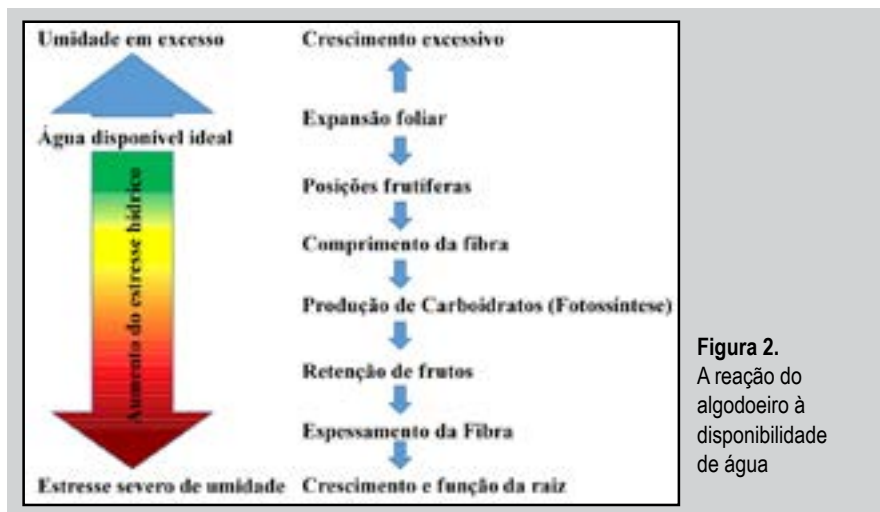 Umidade em excesso
Água disponível ideal
Aumento do estresse hídrico
Estresse severo de umidade
Crescimento excessivo
Expansão foliar
Posições frutíferas
Comprimento da fibra
Produção de Carboidratos (Fotossíntese)
Retenção de frutos
Espessamento da Fibra
Crescimento e função da raiz
Figura 2.
A reação do
algodoeiro à
disponibilidade
de água